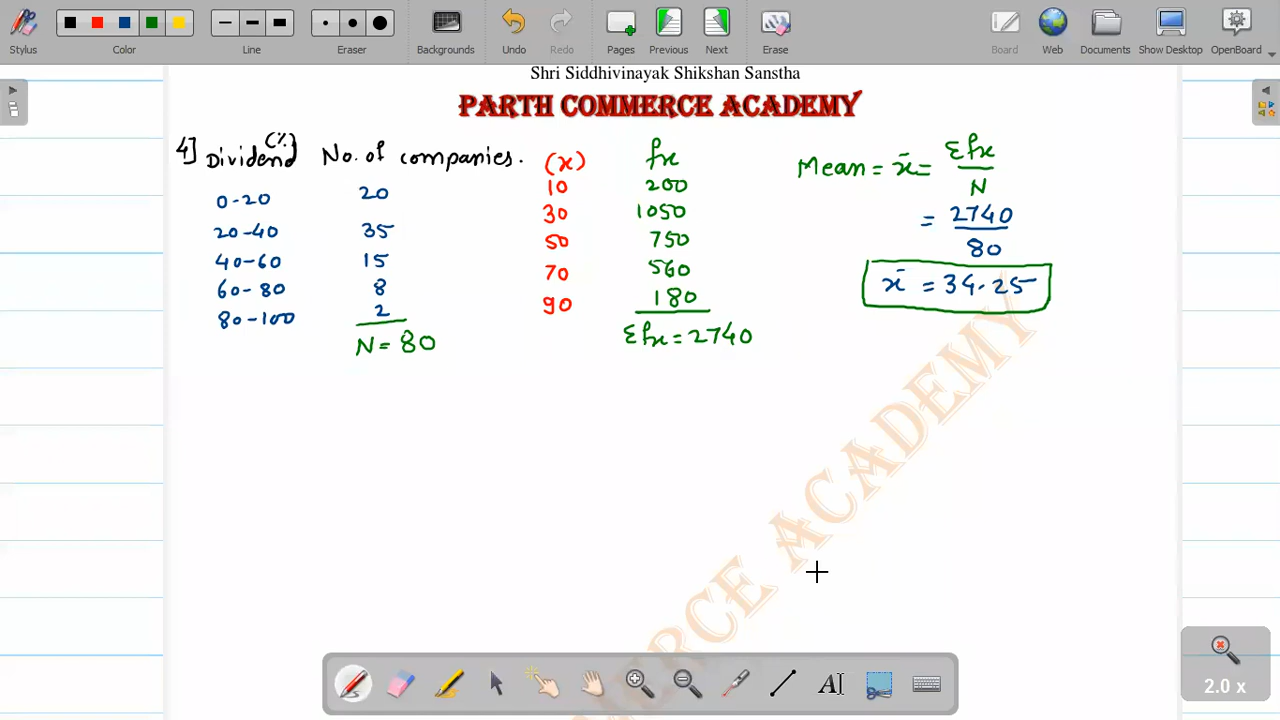 Stylus Color Line Eraser Backgrounds Undo Redo Pages Previous Next Erase Board Web Documents Show Desktop OpenBoard
Shri Siddhivinayak Shikshan Sanstha
PARTH COMMERCE ACADEMY
4] Dividend (%) No. of companies. (x) fx
0-20 20 10 200
20-40 35 30 1050
40-60 15 50 750
60-80 8 70 560
80-100 2 90 180
N = 80 Σfx = 2740
Mean = x̄ = Σfx / N
= 2740 / 80
x̄ = 34.25
ERCE ACADEMY
2.0 x